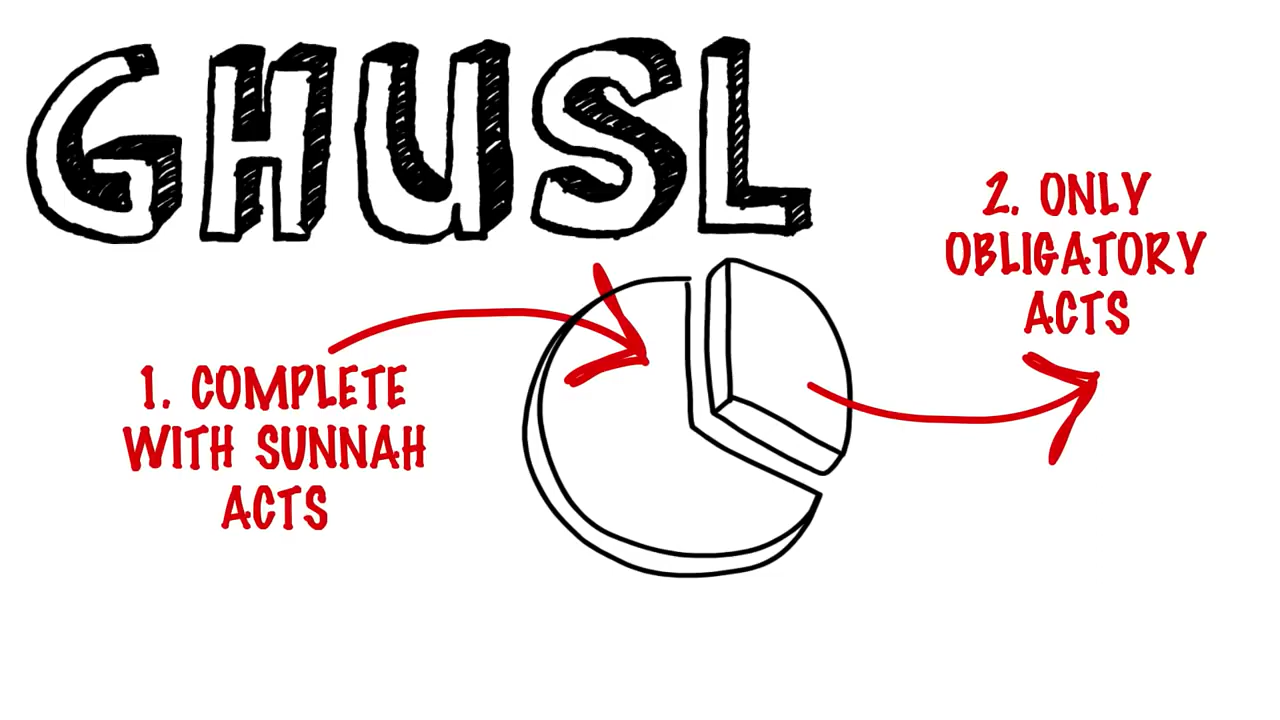 GHUSL
1. COMPLETE
WITH SUNNAH
ACTS
2. ONLY
OBLIGATORY
ACTS